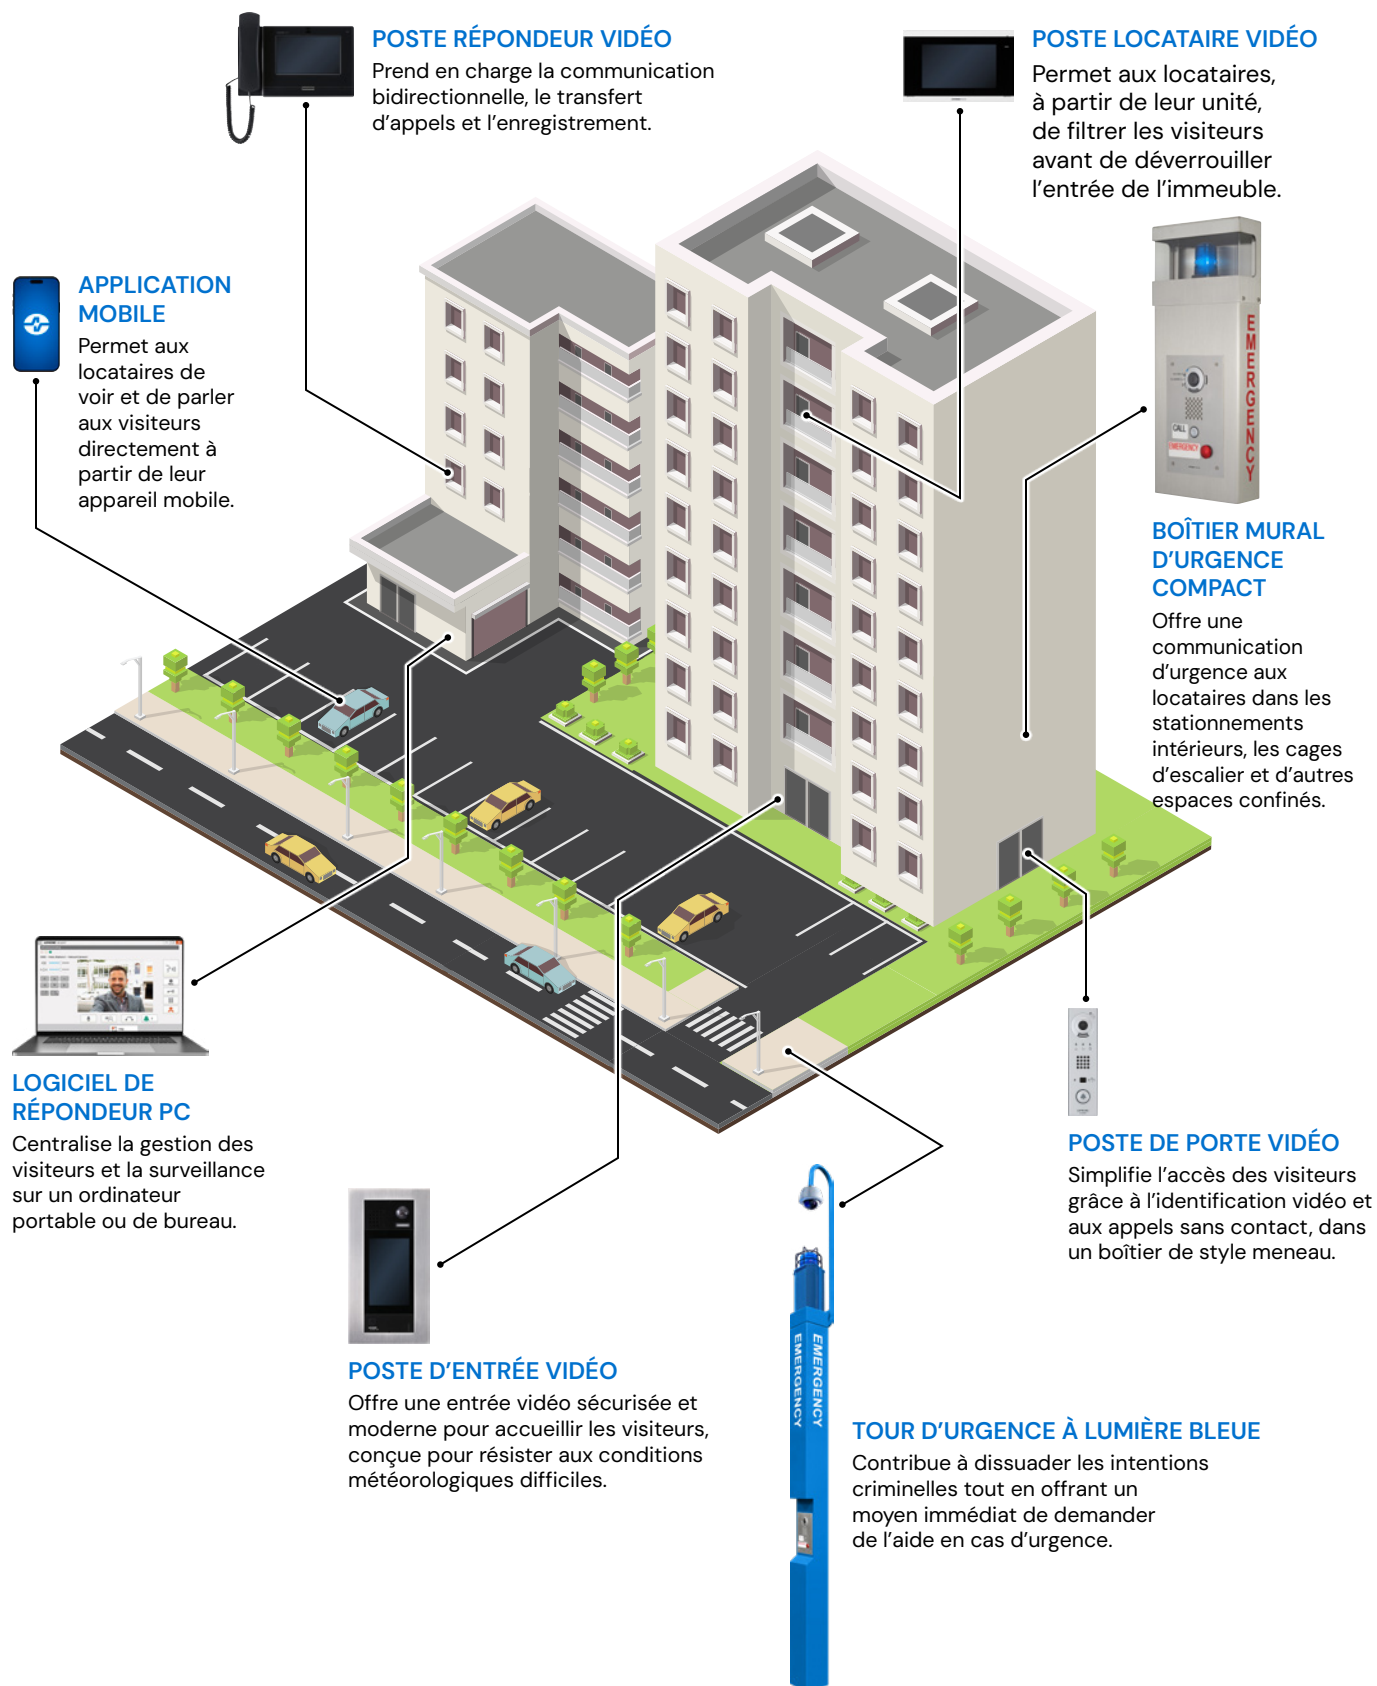 POSTE RÉPONDEUR VIDÉO
Prend en charge la communication
bidirectionnelle, le transfert
d’appels et l’enregistrement.
POSTE LOCATAIRE VIDÉO
Permet aux locataires,
à partir de leur unité,
de filtrer les visiteurs
avant de déverrouiller
l’entrée de l’immeuble.
APPLICATION
MOBILE
Permet aux
locataires de
voir et de parler
aux visiteurs
directement à
partir de leur
appareil mobile.
EMERGENCY
CALL
EMERGENCY
BOÎTIER MURAL
D’URGENCE
COMPACT
Offre une
communication
d’urgence aux
locataires dans les
stationnements
intérieurs, les cages
d’escalier et d’autres
espaces confinés.
LOGICIEL DE
RÉPONDEUR PC
Centralise la gestion des
visiteurs et la surveillance
sur un ordinateur
portable ou de bureau.
POSTE DE PORTE VIDÉO
Simplifie l’accès des visiteurs
grâce à l’identification vidéo et
aux appels sans contact, dans
un boîtier de style meneau.
POSTE D’ENTRÉE VIDÉO
Offre une entrée vidéo sécurisée et
moderne pour accueillir les visiteurs,
conçue pour résister aux conditions
météorologiques difficiles.
EMERGENCY
EMERGENCY
TOUR D’URGENCE À LUMIÈRE BLEUE
Contribue à dissuader les intentions
criminelles tout en offrant un
moyen immédiat de demander
de l’aide en cas d’urgence.